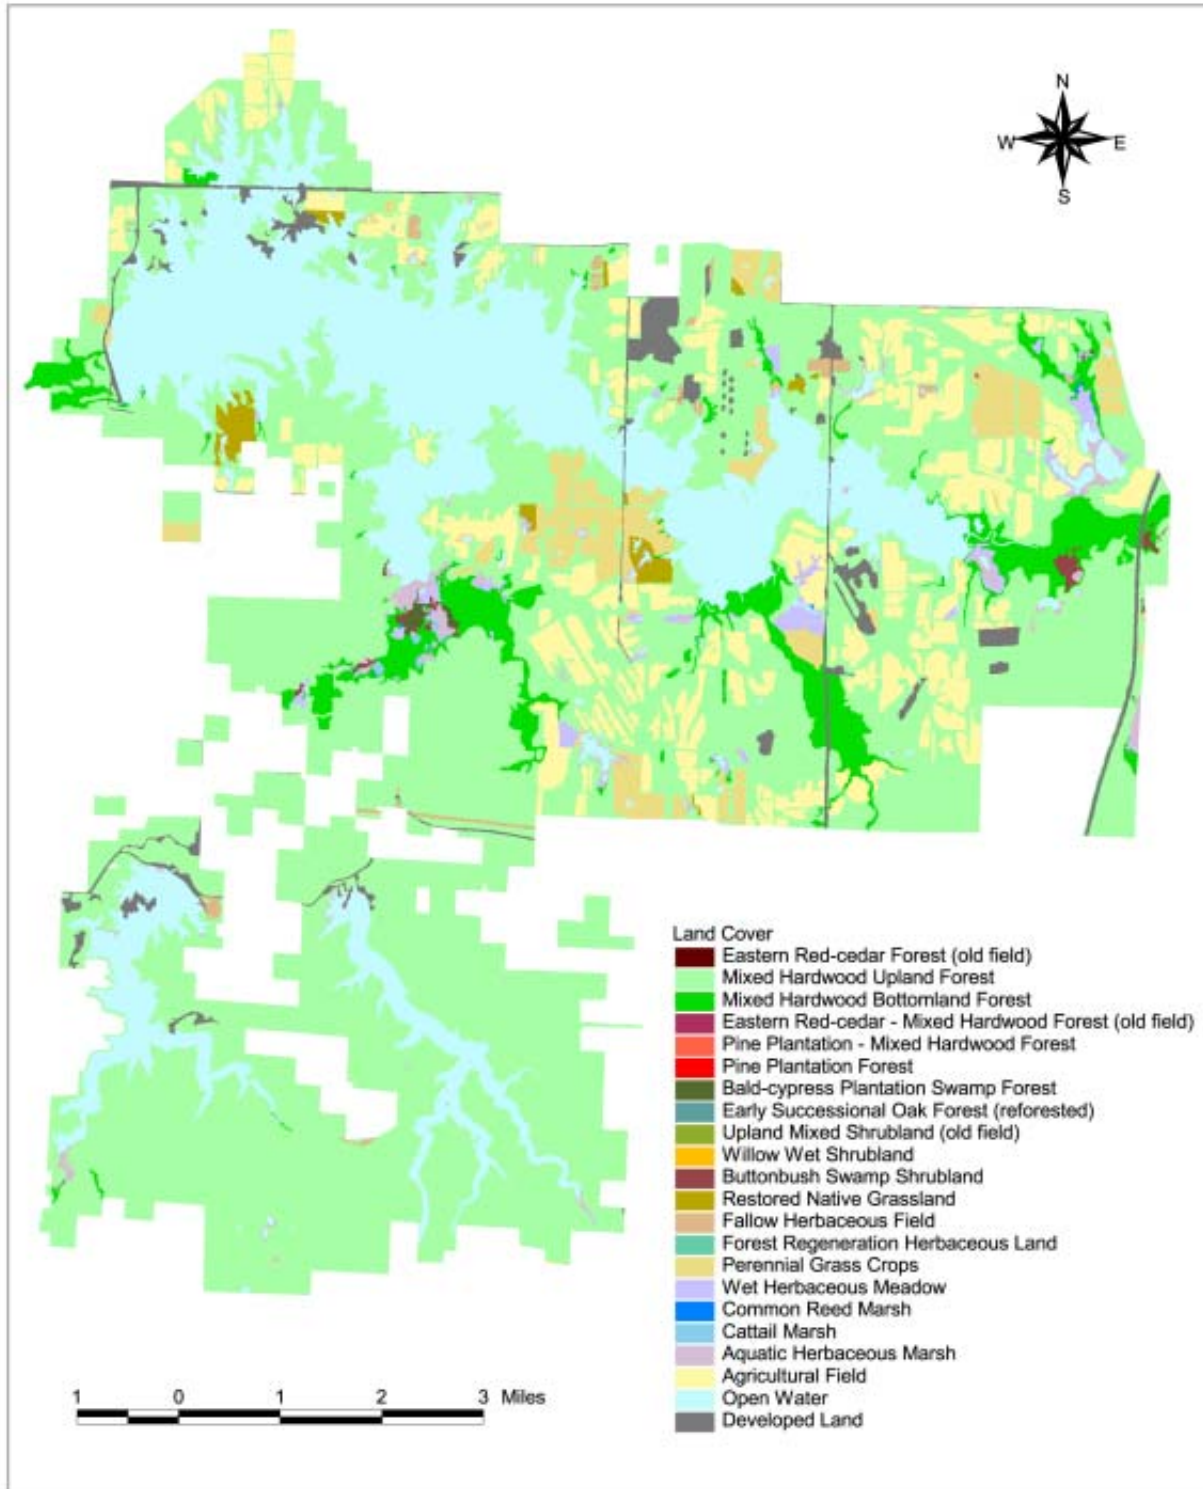 N
W E
S
Land Cover
Eastern Red-cedar Forest (old field)
Mixed Hardwood Upland Forest
Mixed Hardwood Bottomland Forest
Eastern Red-cedar - Mixed Hardwood Forest (old field)
Pine Plantation - Mixed Hardwood Forest
Pine Plantation Forest
Bald-cypress Plantation Swamp Forest
Early Successional Oak Forest (reforested)
Upland Mixed Shrubland (old field)
Willow Wet Shrubland
Buttonbush Swamp Shrubland
Restored Native Grassland
Fallow Herbaceous Field
Forest Regeneration Herbaceous Land
Perennial Grass Crops
Wet Herbaceous Meadow
Common Reed Marsh
Cattail Marsh
Aquatic Herbaceous Marsh
Agricultural Field
Open Water
Developed Land
1 0 1 2 3 Miles